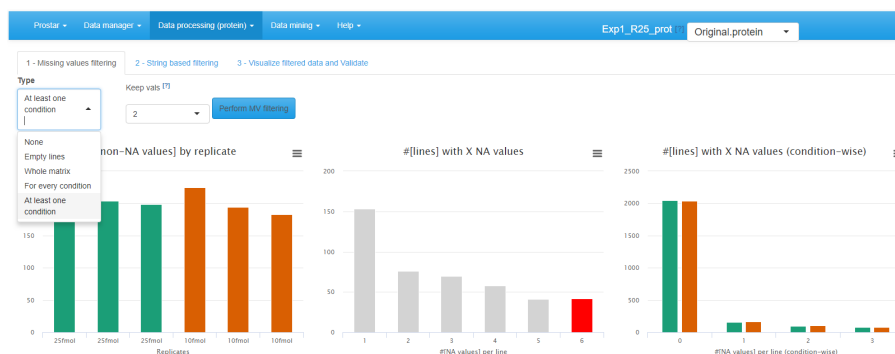 Prostar Data manager Data processing (protein) Data mining Help Exp1_R25_prot [?] Original.protein
1 - Missing values filtering 2 - String based filtering 3 - Visualize filtered data and Validate
Type
At least one
condition
Keep vals [?]
2
Perform MV filtering
None
Empty lines
Whole matrix
For every condition
At least one
condition
non-NA values] by replicate
200
150
100
50
0
25fmol 25fmol 25fmol 10fmol 10fmol 10fmol
Replicates
#[lines] with X NA values
200
150
100
50
0
1 2 3 4 5 6
#[NA values] per line
#[lines] with X NA values (condition-wise)
2500
2000
1500
1000
500
0
0 1 2 3
#[NA values] per line (condition-wise)